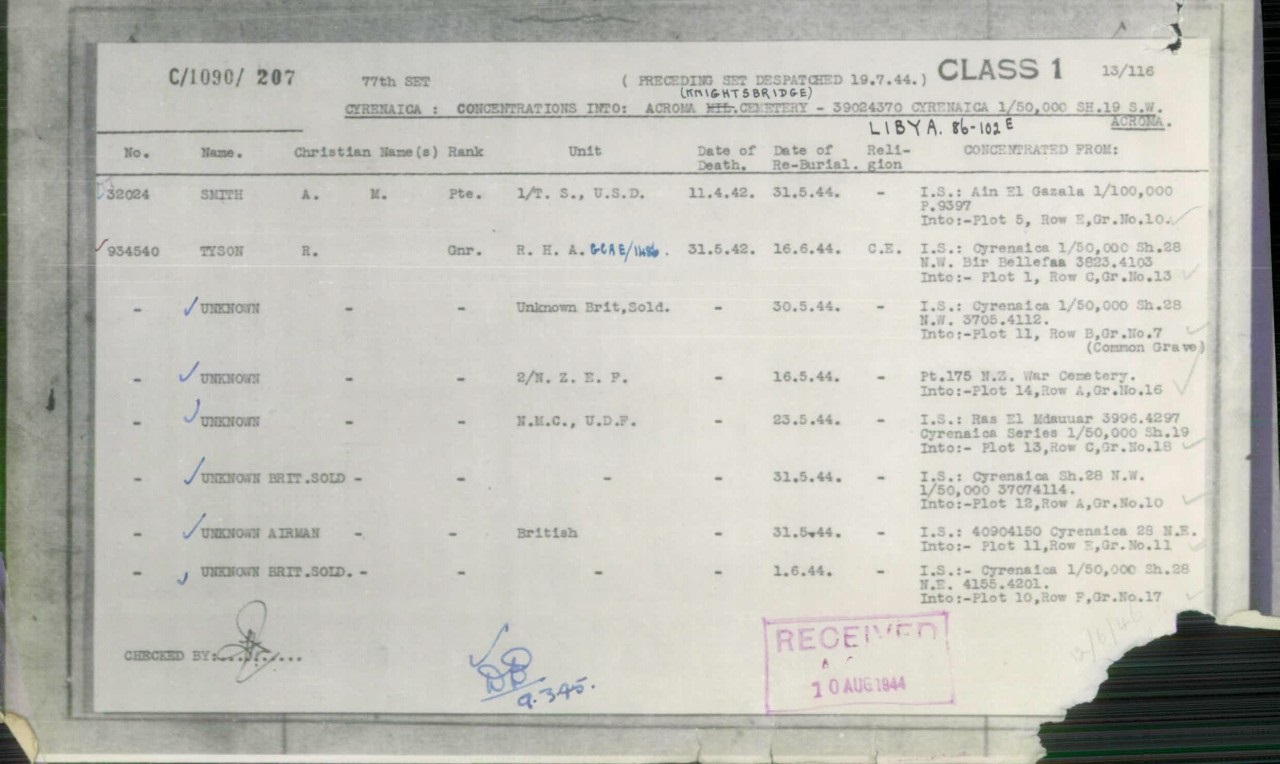 C/1090/ 207 77th SET ( PRECEDING SET DESPATCHED 19.7.44.) CLASS 1 13/116
(KNIGHTSBRIDGE)
CYRENAICA : CONCENTRATIONS INTO: ACROMA MIL.CEMETERY - 39024370 CYRENAICA 1/50,000 SH.19 S.W.
ACROMA.
LIBYA. 86-102E
No. Name. Christian Name(s) Rank Unit Date of Death. Date of Re-Burial. Reli-gion CONCENTRATED FROM:
32024 SMITH A. M. Pte. 1/T. S., U.S.D. 11.4.42. 31.5.44. - I.S.: Ain El Gazala 1/100,000
P.9397
Into:-Plot 5, Row E,Gr.No.10.
934540 TYSON R. Gnr. R. H. A. 31.5.42. 16.6.44. C.E. I.S.: Cyrenaica 1/50,000 Sh.28
N.W. Bir Bellefaa 3823.4103
Into:- Plot 1, Row C,Gr.No.13
- UNKNOWN - - Unknown Brit,Sold. - 30.5.44. - I.S.: Cyrenaica 1/50,000 Sh.28
N.W. 3705.4112.
Into:-Plot 11, Row B,Gr.No.7
(Common Grave)
- UNKNOWN - - 2/N. Z. E. F. - 16.5.44. - Pt.175 N.Z. War Cemetery.
Into:-Plot 14,Row A,Gr.No.16
- UNKNOWN - - N.M.C., U.D.F. - 23.5.44. - I.S.: Ras El Mdauuar 3996.4297
Cyrenaica Series 1/50,000 Sh.19
Into:- Plot 13,Row C,Gr.No.18
- UNKNOWN BRIT.SOLD - - - - 31.5.44. - I.S.: Cyrenaica Sh.28 N.W.
1/50,000 37074114.
Into:-Plot 12,Row A,Gr.No.10
- UNKNOWN AIRMAN - - British - 31.5.44. - I.S.: 40904150 Cyrenaica 28 N.E.
Into:- Plot 11,Row E,Gr.No.11
- UNKNOWN BRIT.SOLD. - - - - 1.6.44. - I.S.:- Cyrenaica 1/50,000 Sh.28
N.E. 4155.4201.
Into:-Plot 10,Row F,Gr.No.17
CHECKED BY:..........
9.3.45.
RECEIVED
10 AUG 1944